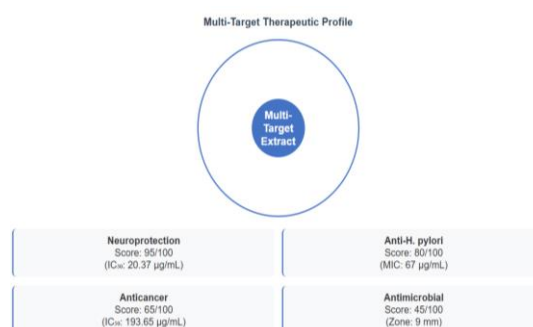 Multi-Target Therapeutic Profile
Multi-
Target
Extract
Neuroprotection
Score: 95/100
(IC₅₀: 20.37 µg/mL)
Anti-H. pylori
Score: 80/100
(MIC: 67 µg/mL)
Anticancer
Score: 65/100
(IC₅₀: 193.65 µg/mL)
Antimicrobial
Score: 45/100
(Zone: 9 mm)